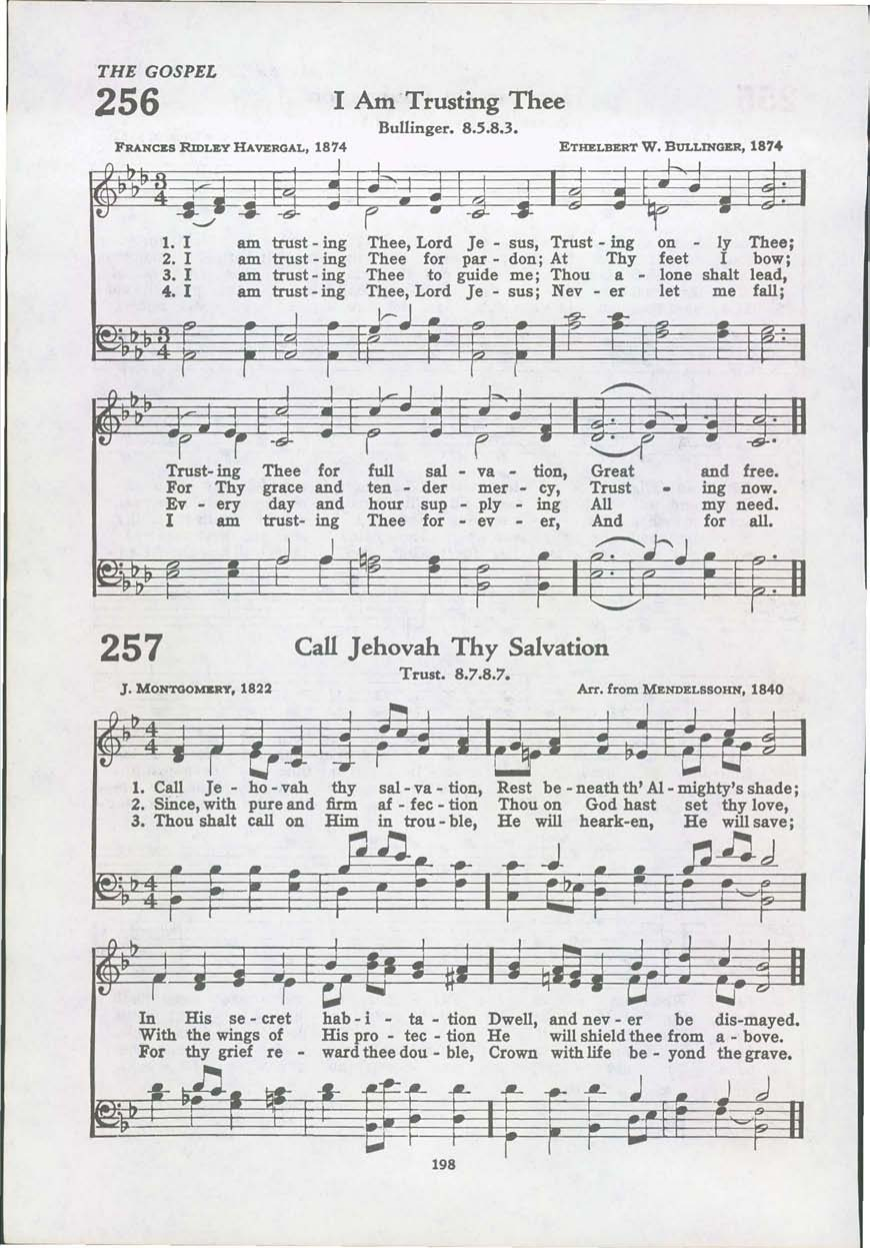 THE GOSPEL
256
I Am Trusting Thee
Bullinger. 8.5.8.3.
FRANCES RIDLEY HAVERGAL, 1874 ETHELBERT W. BULLINGER, 1874
3
4
1. I am trust - ing Thee, Lord Je - sus, Trust - ing on - ly Thee;
2. I am trust - ing Thee for par - don; At Thy feet I bow;
3. I am trust - ing Thee to guide me; Thou a - lone shalt lead,
4. I am trust - ing Thee, Lord Je - sus; Nev - er let me fall;
3
4
Trust-ing Thee for full sal - va - tion, Great and free.
For Thy grace and ten - der mer - cy, Trust - ing now.
Ev - ery day and hour sup - ply - ing All my need.
I am trust- ing Thee for ev - er, And for all.
257
Call Jehovah Thy Salvation
Trust. 8.7.8.7.
J. MONTGOMERY, 1822 Arr. from MENDELSSOHN, 1840
4
4
1. Call Je - ho - vah thy sal - va - tion, Rest be - neath th' Al - mighty's shade;
2. Since, with pure and firm af - fec - tion Thou on God hast set thy love,
3. Thou shalt call on Him in trou - ble, He will heark-en, He will save;
4
4
In His se - cret hab - i - ta - tion Dwell, and nev - er be dis-mayed.
With the wings of His pro - tec - tion He will shield thee from a - bove.
For thy grief re - ward thee dou - ble, Crown with life be - yond the grave.
198